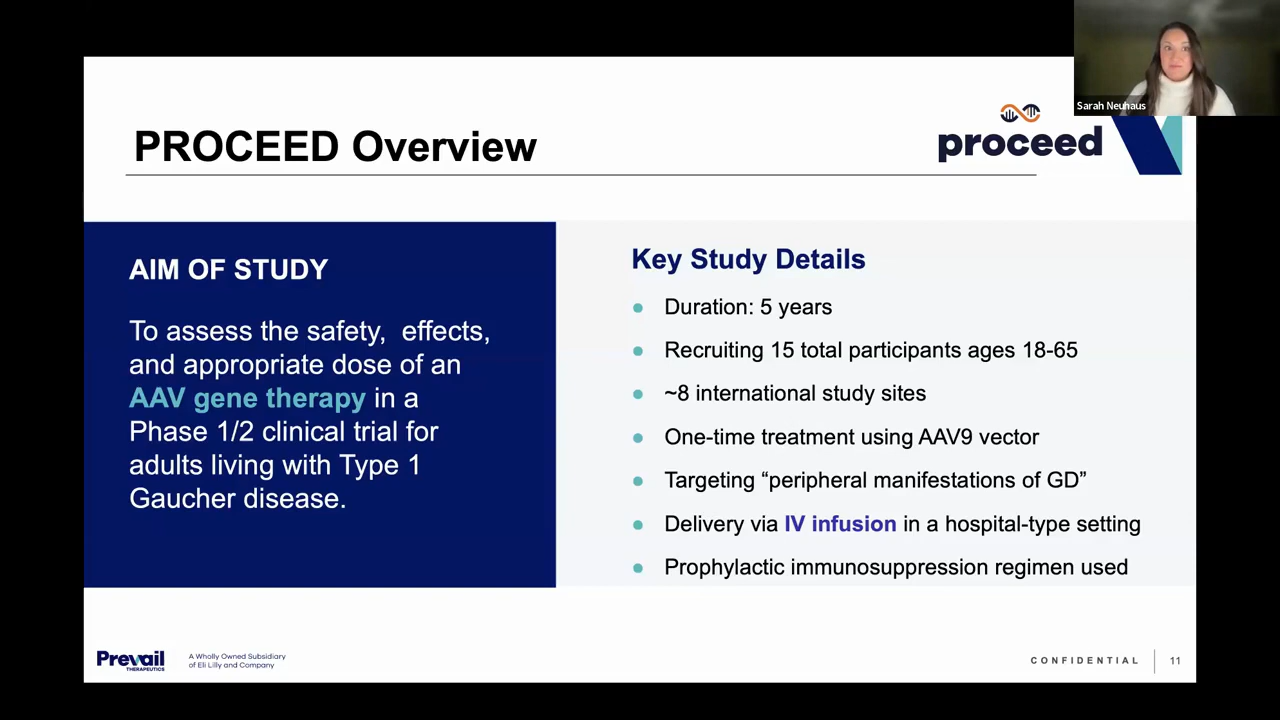 Sarah Neuhaus
PROCEED Overview
proceed
AIM OF STUDY
To assess the safety,  effects,
and appropriate dose of an
AAV gene therapy in a
Phase 1/2 clinical trial for
adults living with Type 1
Gaucher disease.
Key Study Details
• Duration: 5 years
• Recruiting 15 total participants ages 18-65
• ~8 international study sites
• One-time treatment using AAV9 vector
• Targeting “peripheral manifestations of GD”
• Delivery via IV infusion in a hospital-type setting
• Prophylactic immunosuppression regimen used
Prevail
THERAPEUTICS
A Wholly Owned Subsidiary
of Eli Lilly and Company
CONFIDENTIAL
11